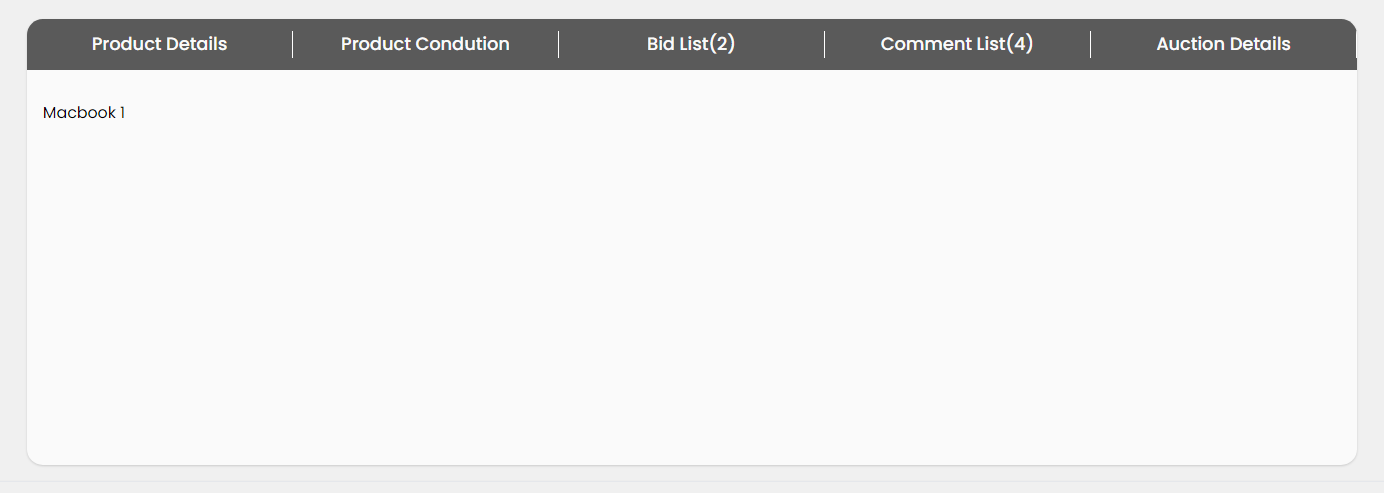 Product Details Product Condution Bid List(2) Comment List(4) Auction Details
Macbook 1